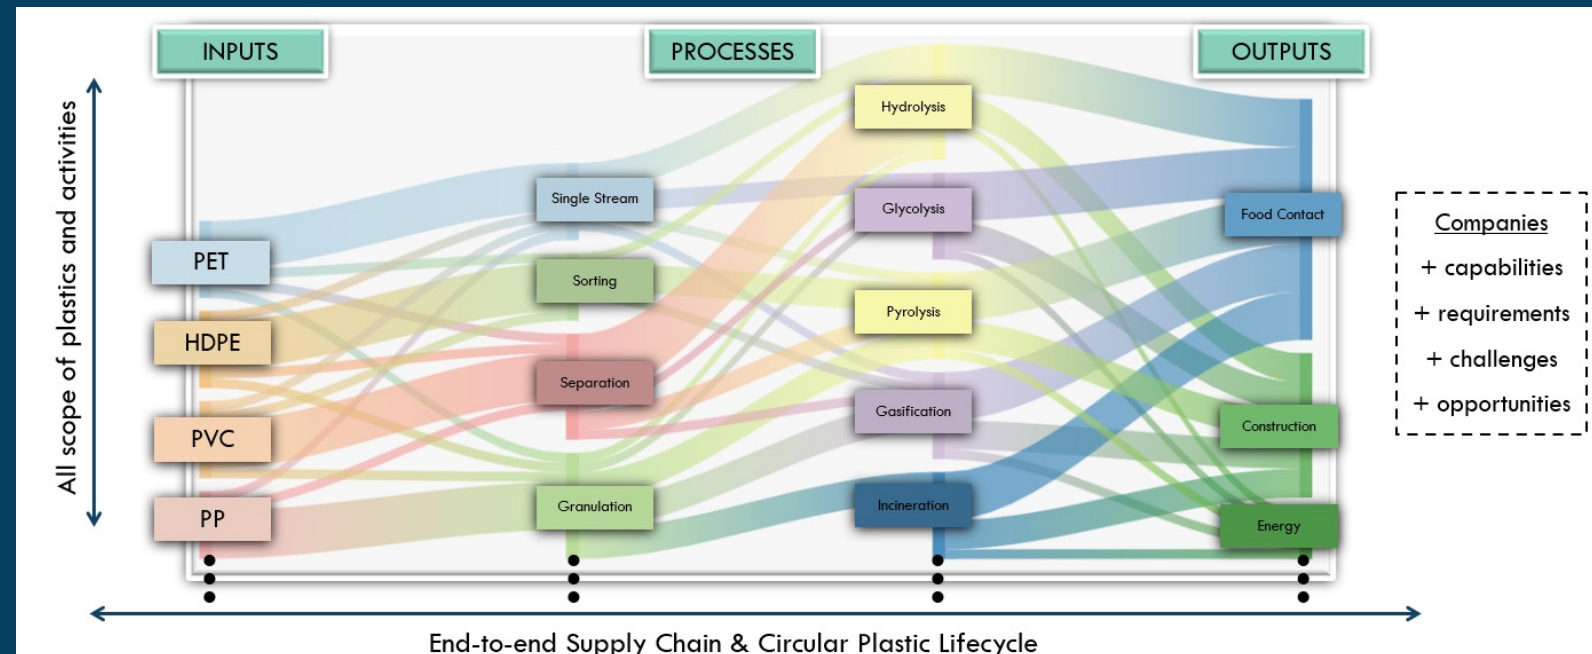 INPUTS
PROCESSES
OUTPUTS
All scope of plastics and activities
PET
HDPE
PVC
PP
Single Stream
Sorting
Separation
Granulation
Hydrolysis
Glycolysis
Pyrolysis
Gasification
Incineration
Food Contact
Construction
Energy
Companies
+ capabilities
+ requirements
+ challenges
+ opportunities
End-to-end Supply Chain & Circular Plastic Lifecycle